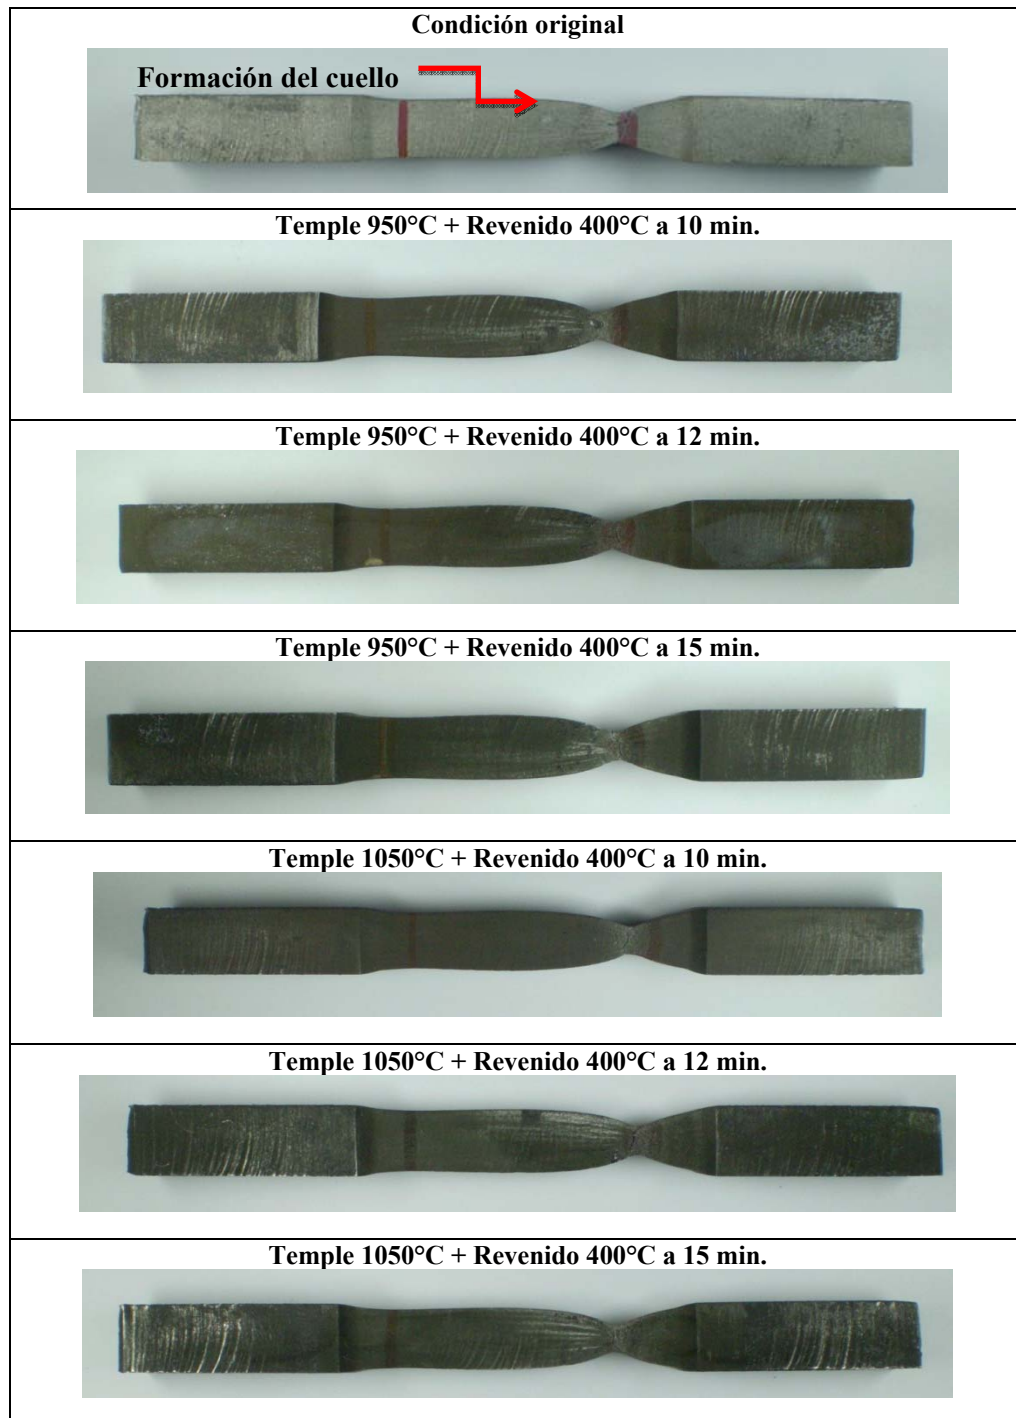 Condición original
Formación del cuello
Temple 950°C + Revenido 400°C a 10 min.
Temple 950°C + Revenido 400°C a 12 min.
Temple 950°C + Revenido 400°C a 15 min.
Temple 1050°C + Revenido 400°C a 10 min.
Temple 1050°C + Revenido 400°C a 12 min.
Temple 1050°C + Revenido 400°C a 15 min.